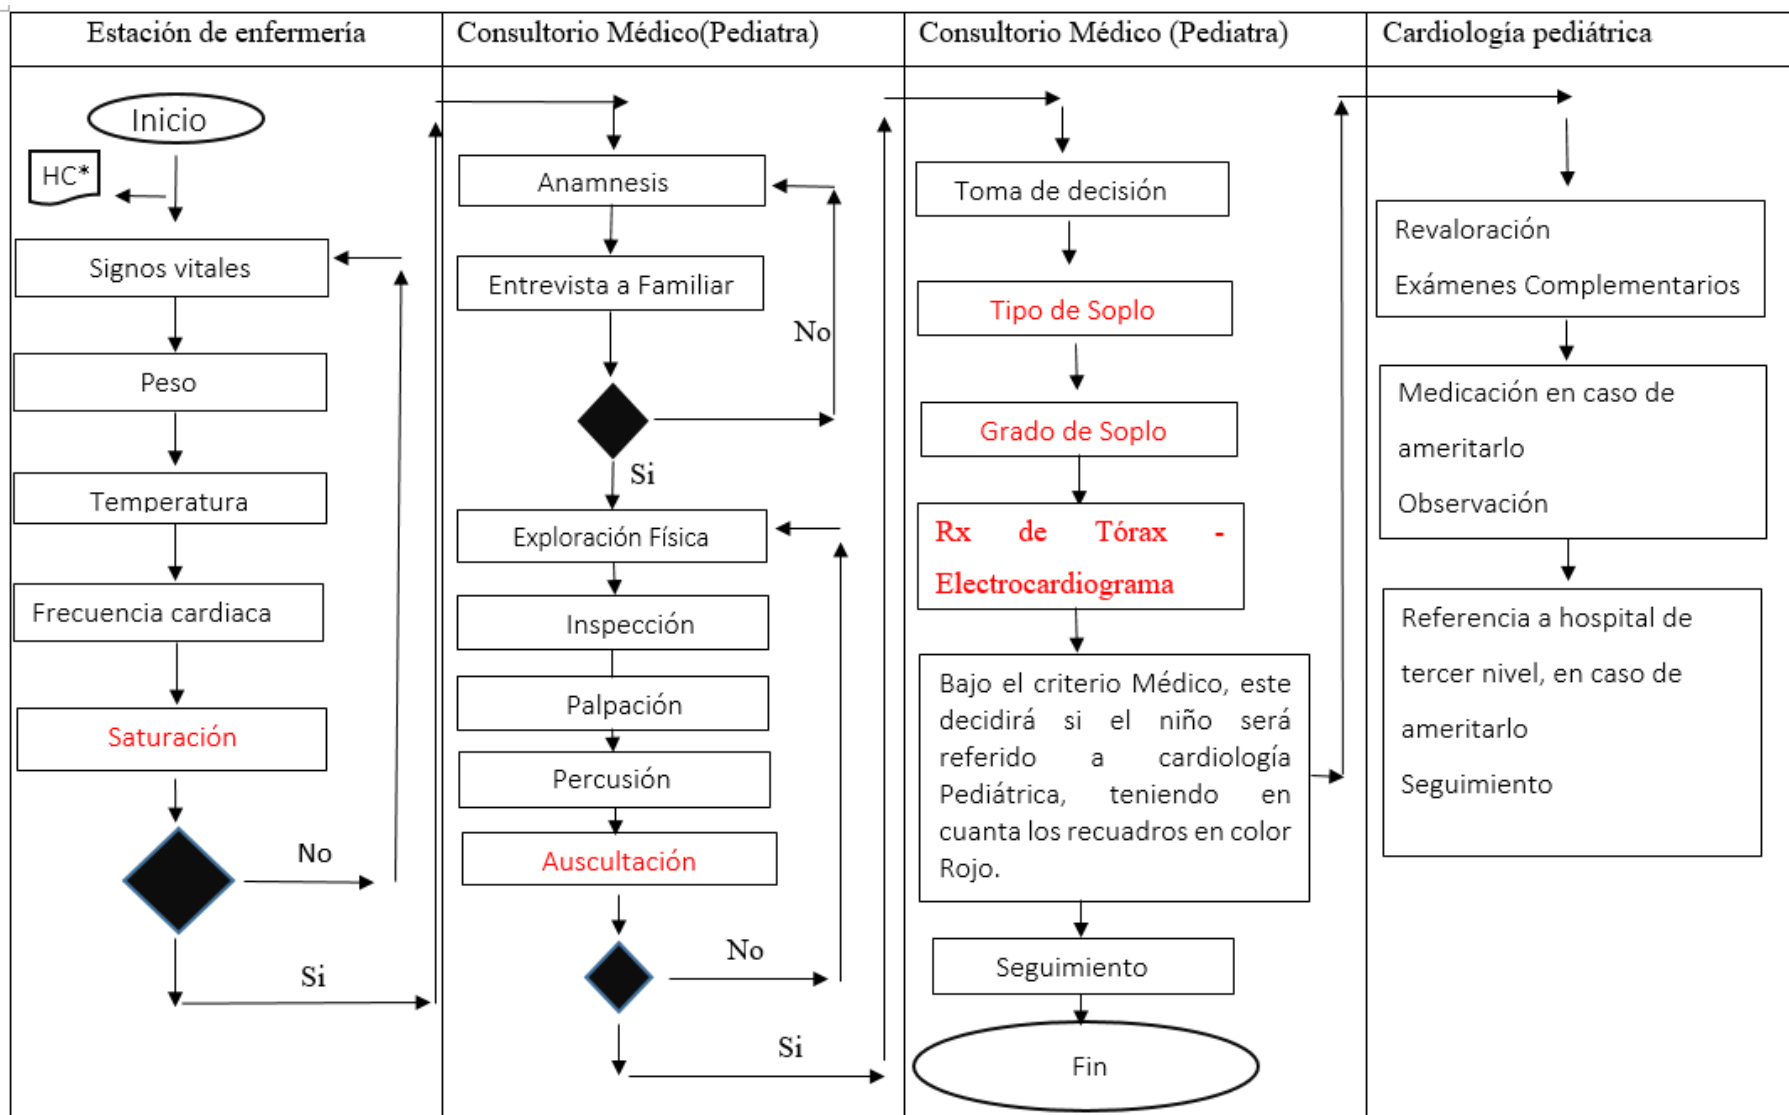 Estación de enfermería
Inicio
HC*
Signos vitales
Peso
Temperatura
Frecuencia cardiaca
Saturación
No
Si
Consultorio Médico(Pediatra)
Anamnesis
Entrevista a Familiar
No
Si
Exploración Física
Inspección
Palpación
Percusión
Auscultación
No
Si
Consultorio Médico (Pediatra)
Toma de decisión
Tipo de Soplo
Grado de Soplo
Rx de Tórax -
Electrocardiograma
Bajo el criterio Médico, este
decidirá si el niño será
referido a cardiología
Pediátrica, teniendo en
cuanta los recuadros en color
Rojo.
Seguimiento
Fin
Cardiología pediátrica
Revaloración
Exámenes Complementarios
Medicación en caso de
ameritarlo
Observación
Referencia a hospital de
tercer nivel, en caso de
ameritarlo
Seguimiento